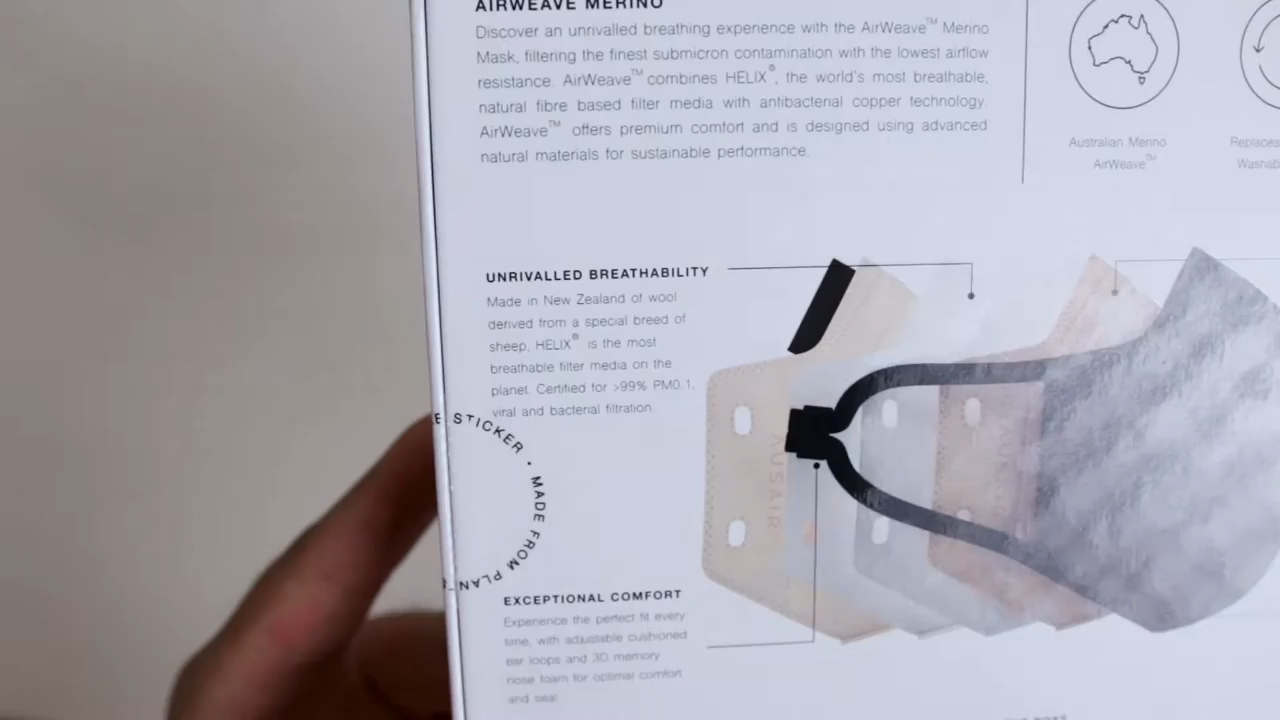 AIRWEAVE MERINO
Discover an unrivalled breathing experience with the AirWeave™ Merino
Mask, filtering the finest submicron contamination with the lowest airflow
resistance. AirWeave™ combines HELIX®, the world's most breathable,
natural fibre based filter media with antibacterial copper technology.
AirWeave™ offers premium comfort and is designed using advanced
natural materials for sustainable performance.
Australian Merino
AirWeave™
UNRIVALLED BREATHABILITY
Made in New Zealand of wool
derived from a special breed of
sheep, HELIX® is the most
breathable filter media on the
planet. Certified for >99% PM0.1,
viral and bacterial filtration.
STICKER • MADE FROM
AUSAIR
EXCEPTIONAL COMFORT
Experience the perfect fit every
time, with adjustable cushioned
ear loops and 3D memory
nose foam for optimal comfort
and seal